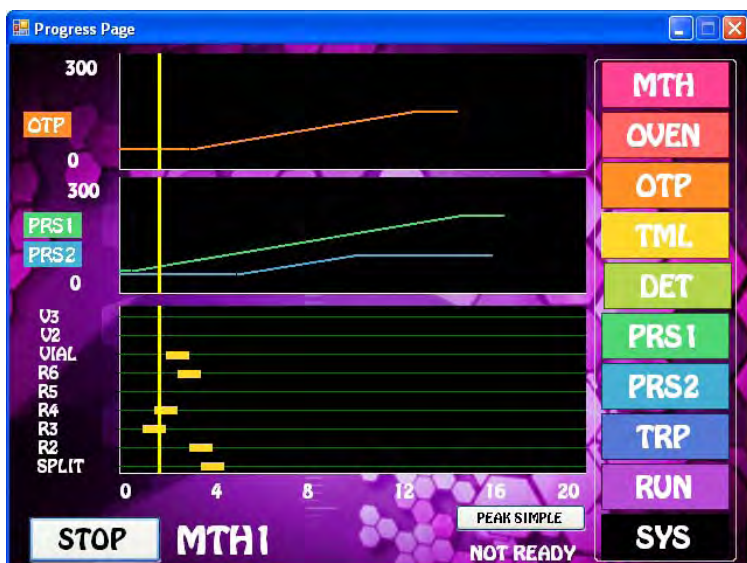 Progress Page
300
OTP
0
300
PRS1
PRS2
0
V3
V2
VIAL
R6
R5
R4
R3
R2
SPLIT
0 4 8 12 16 20
STOP
MTH1
PEAK SIMPLE
NOT READY
MTH
OVEN
OTP
TML
DET
PRS1
PRS2
TRP
RUN
SYS